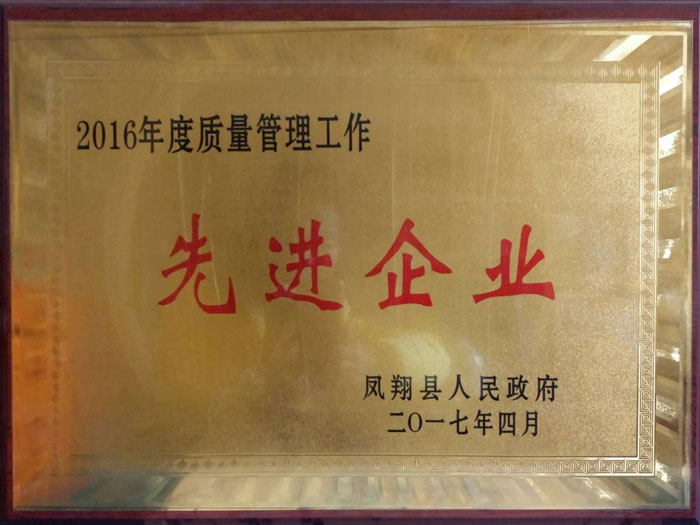 2016年度质量管理工作
先进企业
凤翔县人民政府
二〇一七年四月